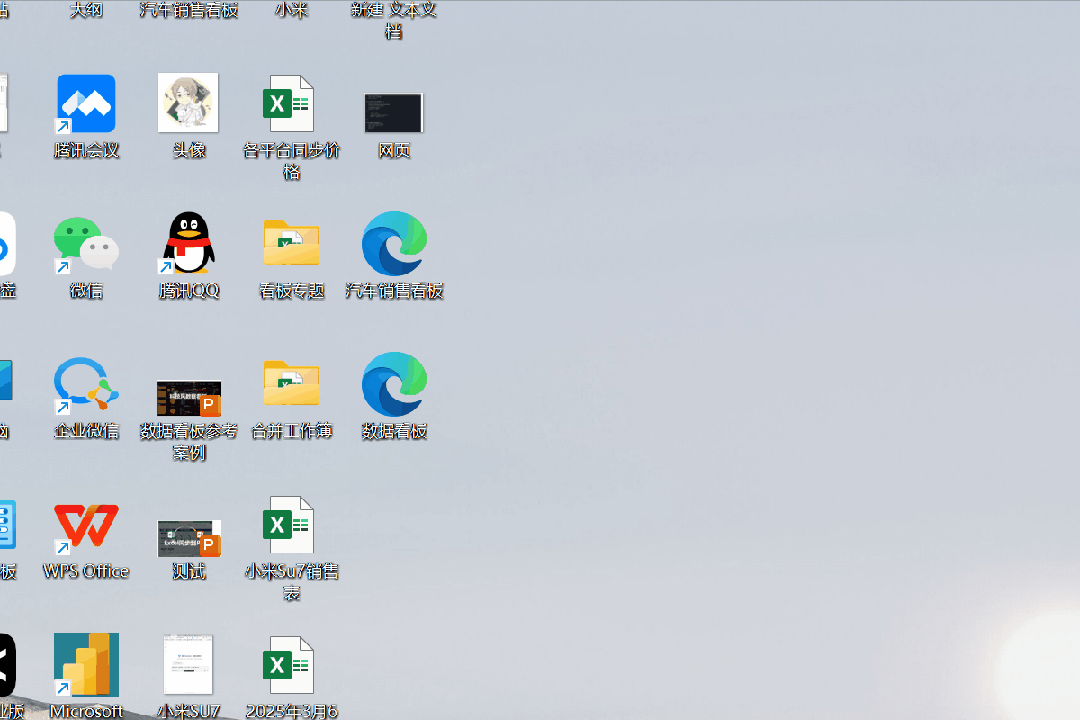 大纲
汽车销售看板
小米
新建 文本文
档
腾讯会议
头像
各平台同步价
格
网页
盘
微信
腾讯QQ
看板专题
汽车销售看板
脑
企业微信
数据看板参考
案例
合并工作簿
数据看板
板
WPS Office
测试
小米Su7销售
表
业版
Microsoft
小米SU7
2025年3月6